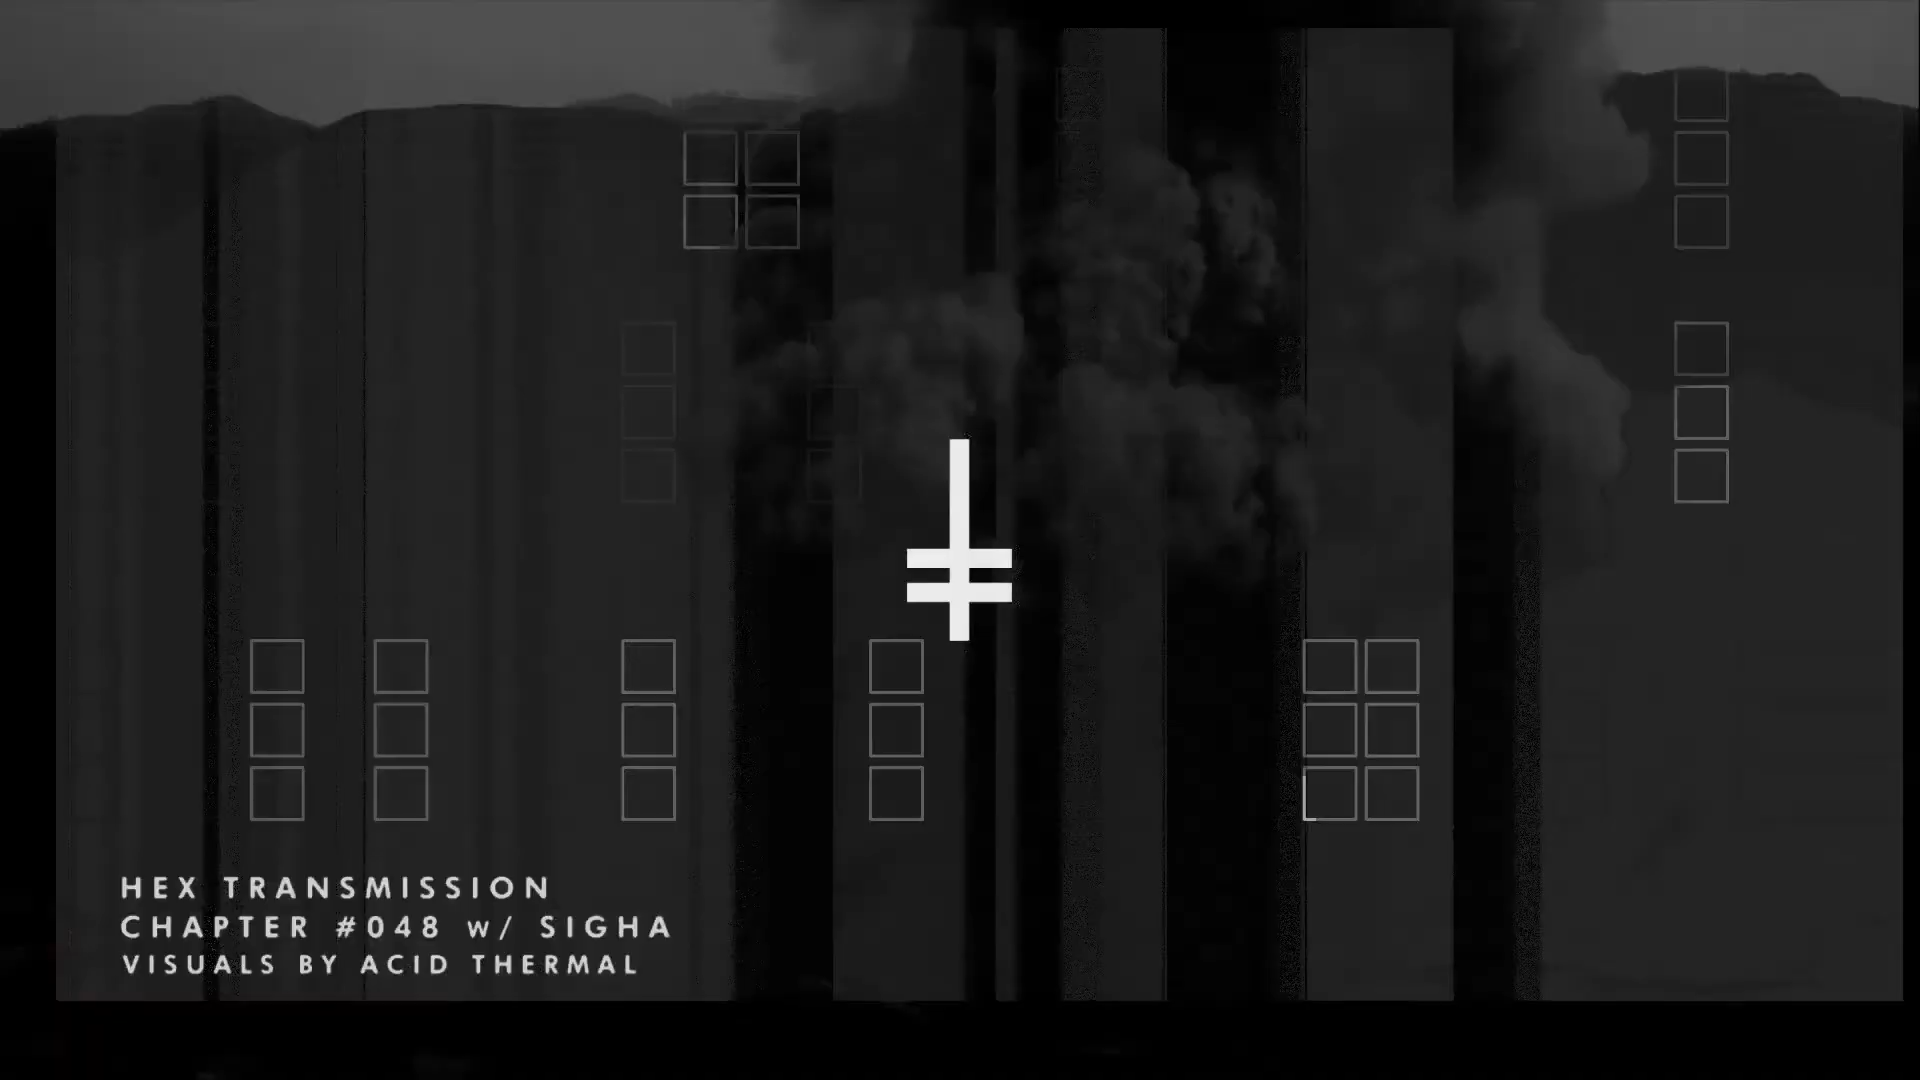 HEX TRANSMISSION
CHAPTER #048 w/ SIGHA
VISUALS BY ACID THERMAL